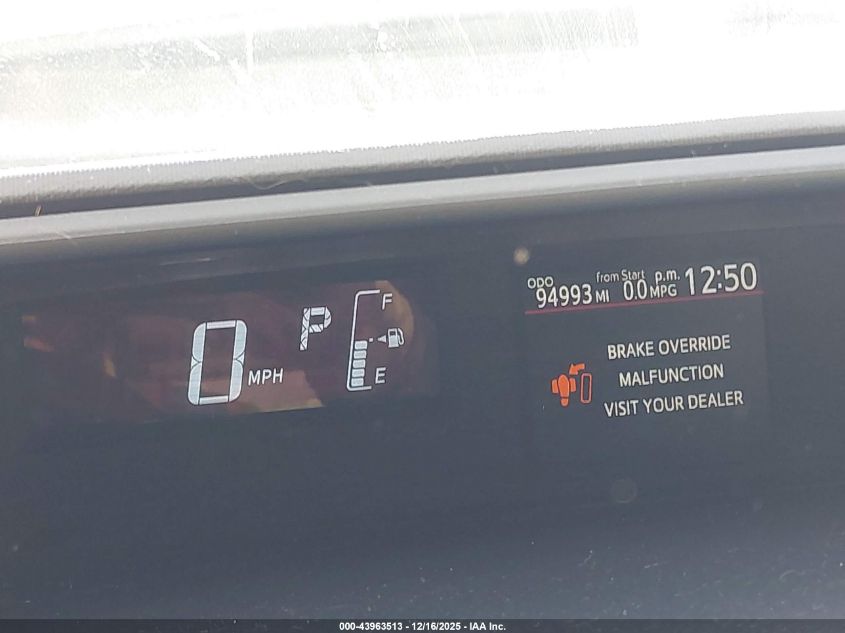 0 MPH
P
F
E
ODO 94993 MI
from Start 0.0 MPG
p.m. 12:50
BRAKE OVERRIDE
MALFUNCTION
VISIT YOUR DEALER
000-43963513 - 12/16/2025 - IAA Inc.